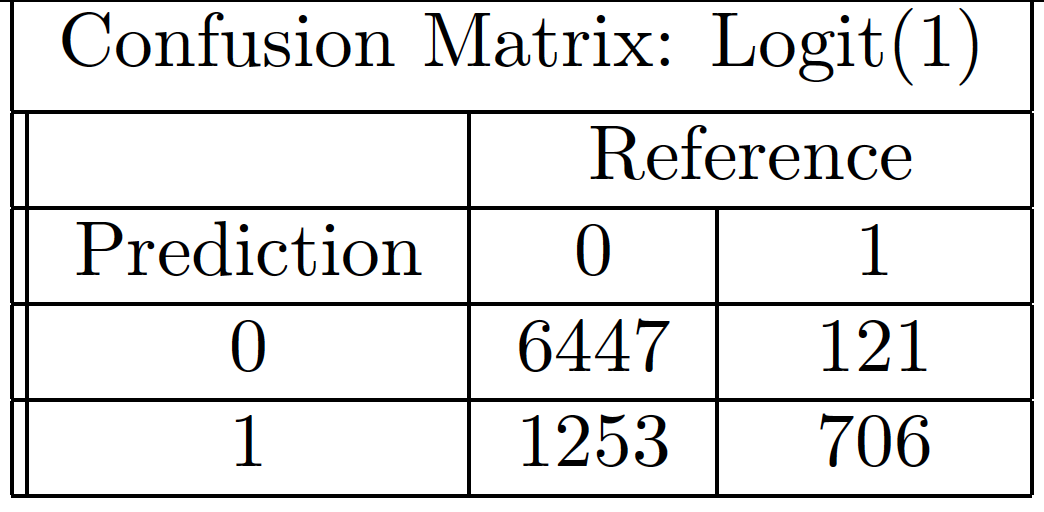 Confusion Matrix: Logit(1)
Reference
Prediction 0 1
0 6447 121
1 1253 706